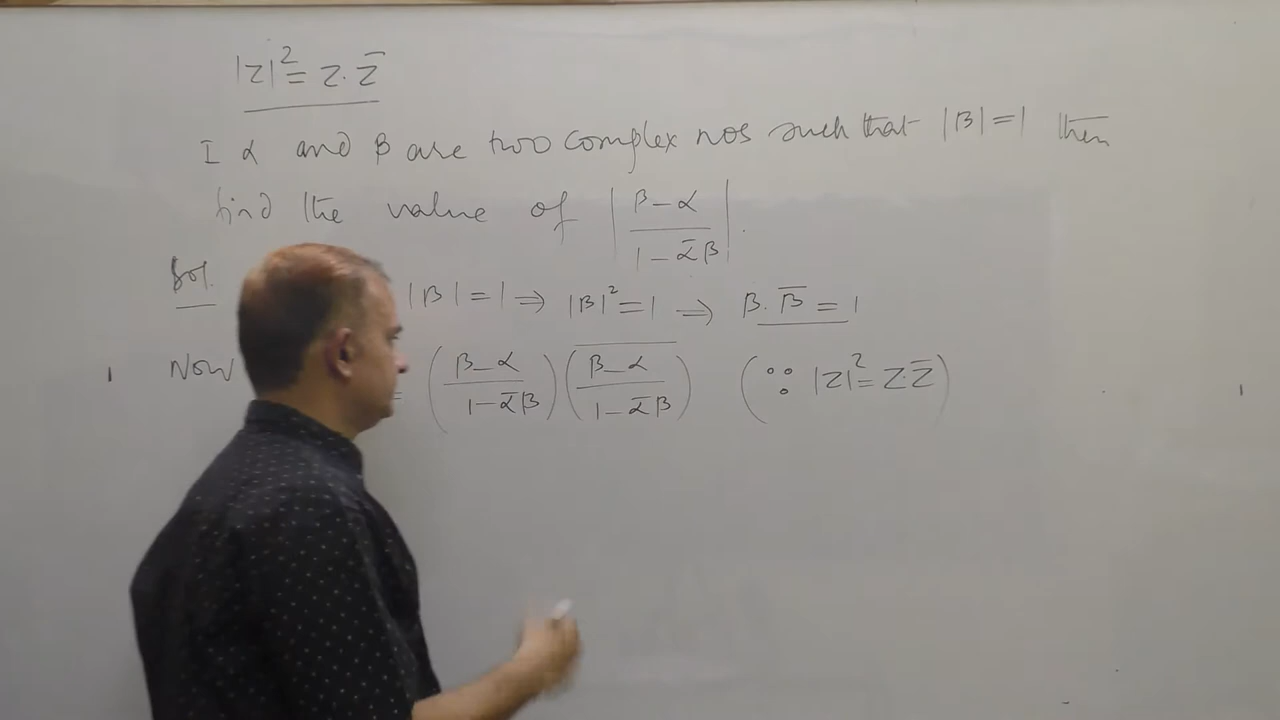 |z|² = z·z̄
I α and β are two complex nos such that |β|=1 then
find the value of |(β-α)/(1-ᾱβ)|.
Sol. |β|=1 ⇒ |β|²=1 ⇒ β.β̄ = 1
Now = ((β-α)/(1-ᾱβ)) (\overline{(β-α)/(1-ᾱβ)}) (∵ |z|²=z.z̄)